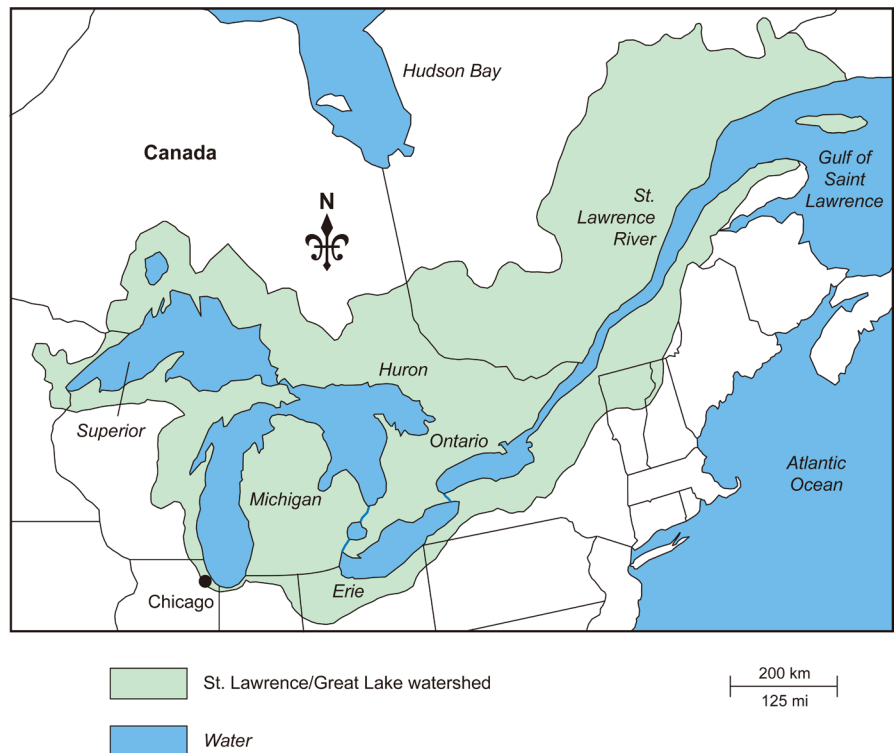 Hudson Bay
Canada
Gulf of
Saint
Lawrence
N
St.
Lawrence
River
Huron
Superior
Ontario
Atlantic
Ocean
Michigan
Erie
Chicago
St. Lawrence/Great Lake watershed
200 km
125 mi
Water